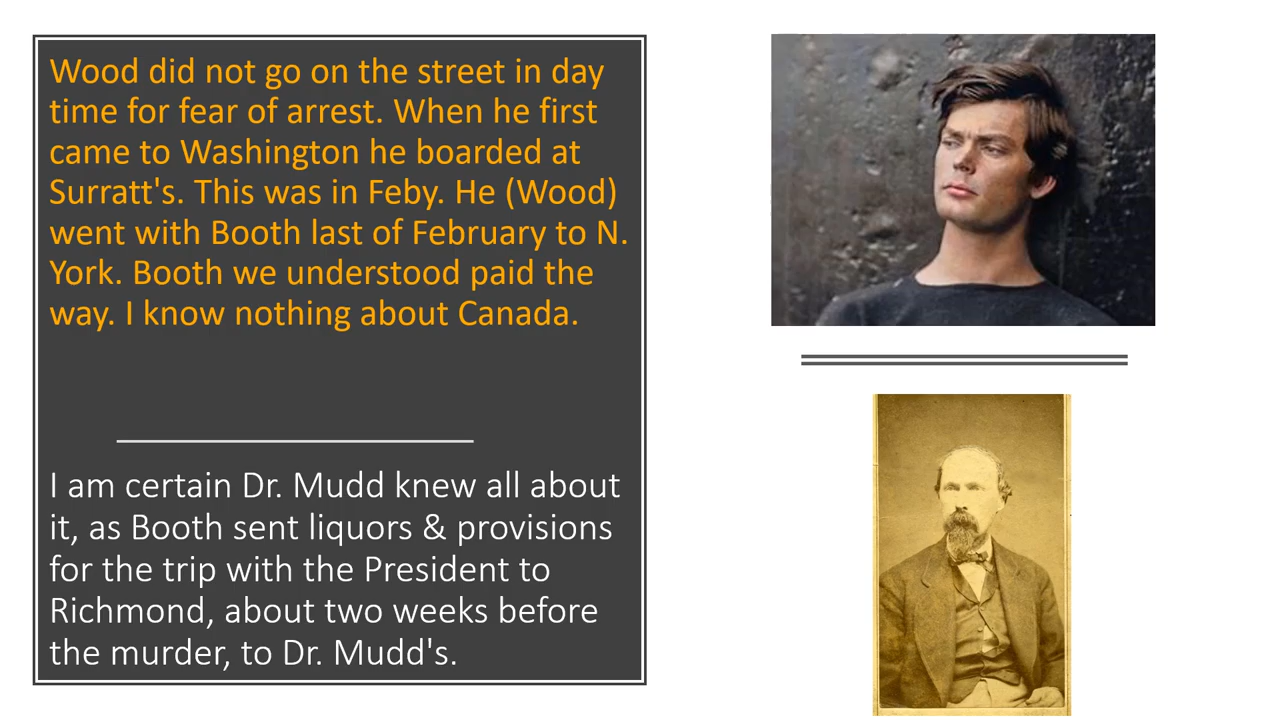 Wood did not go on the street in day
time for fear of arrest. When he first
came to Washington he boarded at
Surratt's. This was in Feby. He (Wood)
went with Booth last of February to N.
York. Booth we understood paid the
way. I know nothing about Canada.
I am certain Dr. Mudd knew all about
it, as Booth sent liquors & provisions
for the trip with the President to
Richmond, about two weeks before
the murder, to Dr. Mudd's.